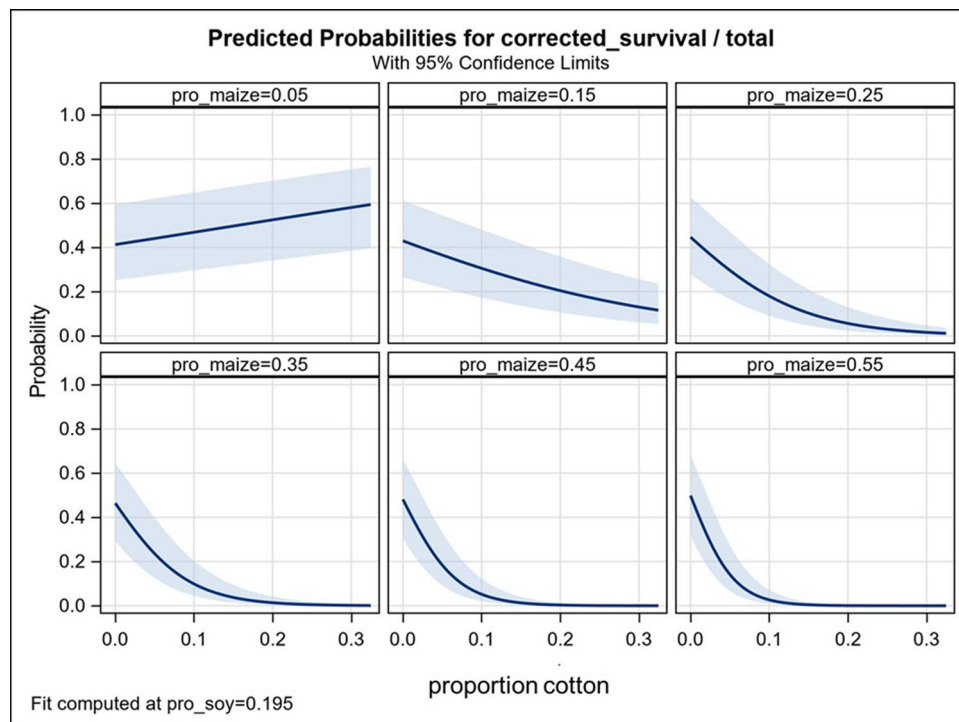 Predicted Probabilities for corrected_survival / total
With 95% Confidence Limits
pro_maize=0.05 pro_maize=0.15 pro_maize=0.25
1.0
0.8
0.6
0.4
0.2
0.0
pro_maize=0.35 pro_maize=0.45 pro_maize=0.55
1.0
0.8
0.6
0.4
0.2
0.0
Probability
0.0 0.1 0.2 0.3 0.0 0.1 0.2 0.3 0.0 0.1 0.2 0.3
proportion cotton
Fit computed at pro_soy=0.195